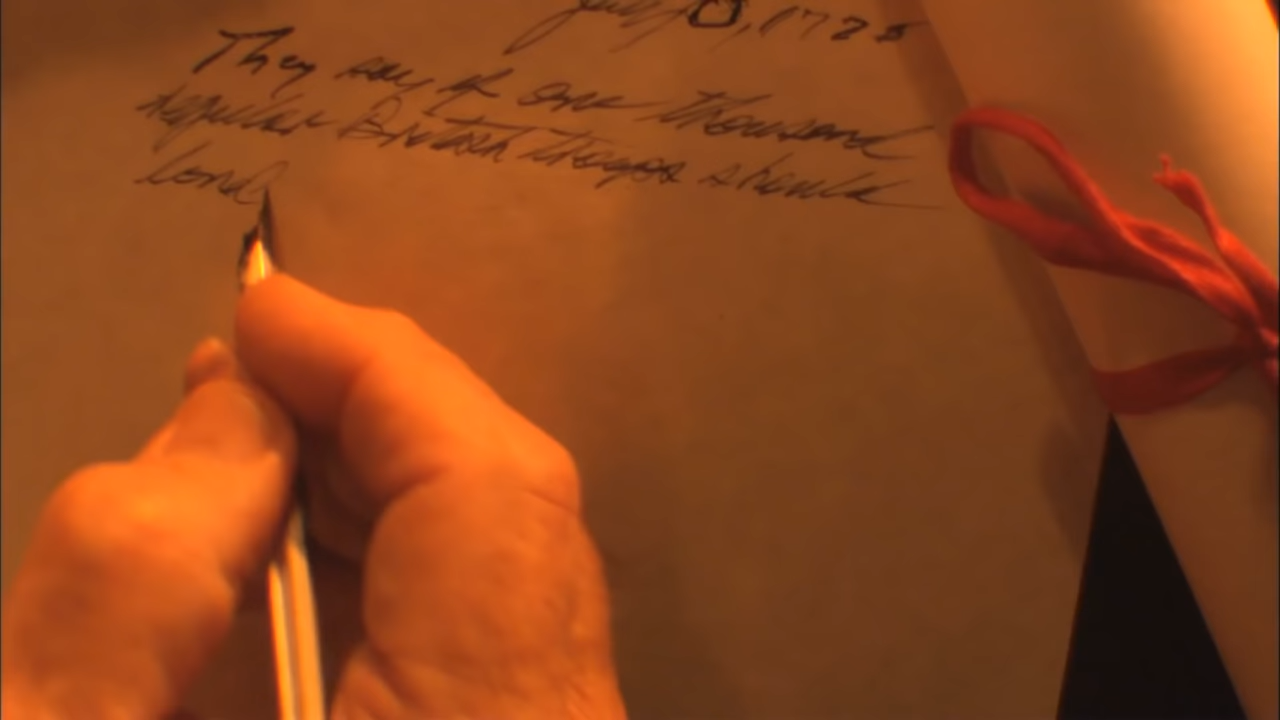 July 8, 1775
They say if one thousand
regular British troops should
land